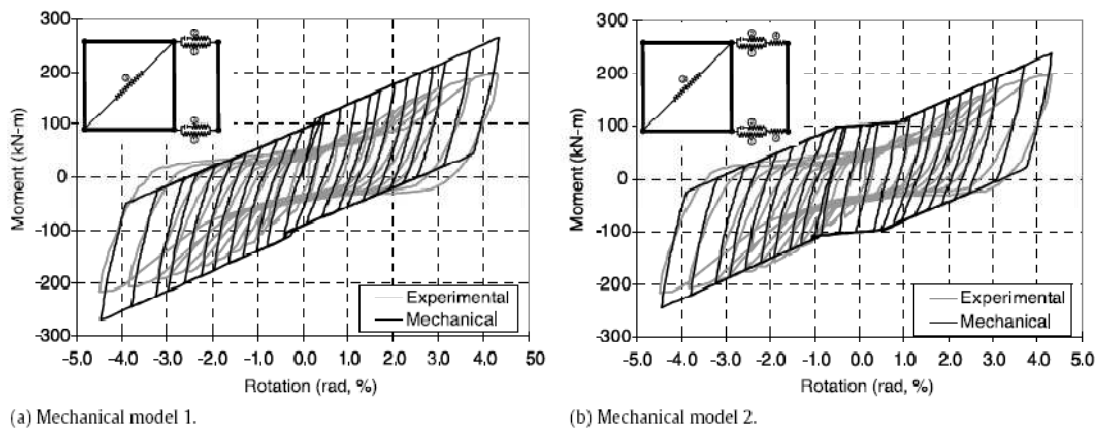 300
200
100
0
-100
-200
300
Moment (kN-m)
Experimental
Mechanical
-5.0 -4.0 -3.0 -2.0 -1.0 0.0 1.0 2.0 3.0 4.0 50
Rotation (rad, %)
(a) Mechanical model 1.
300
200
100
0
-100
-200
300
Moment (kN-m)
Experimental
Mechanical
-5.0 -4.0 -3.0 -2.0 -1.0 0.0 1.0 2.0 3.0 4.0 5.0
Rotation (rad, %)
(b) Mechanical model 2.